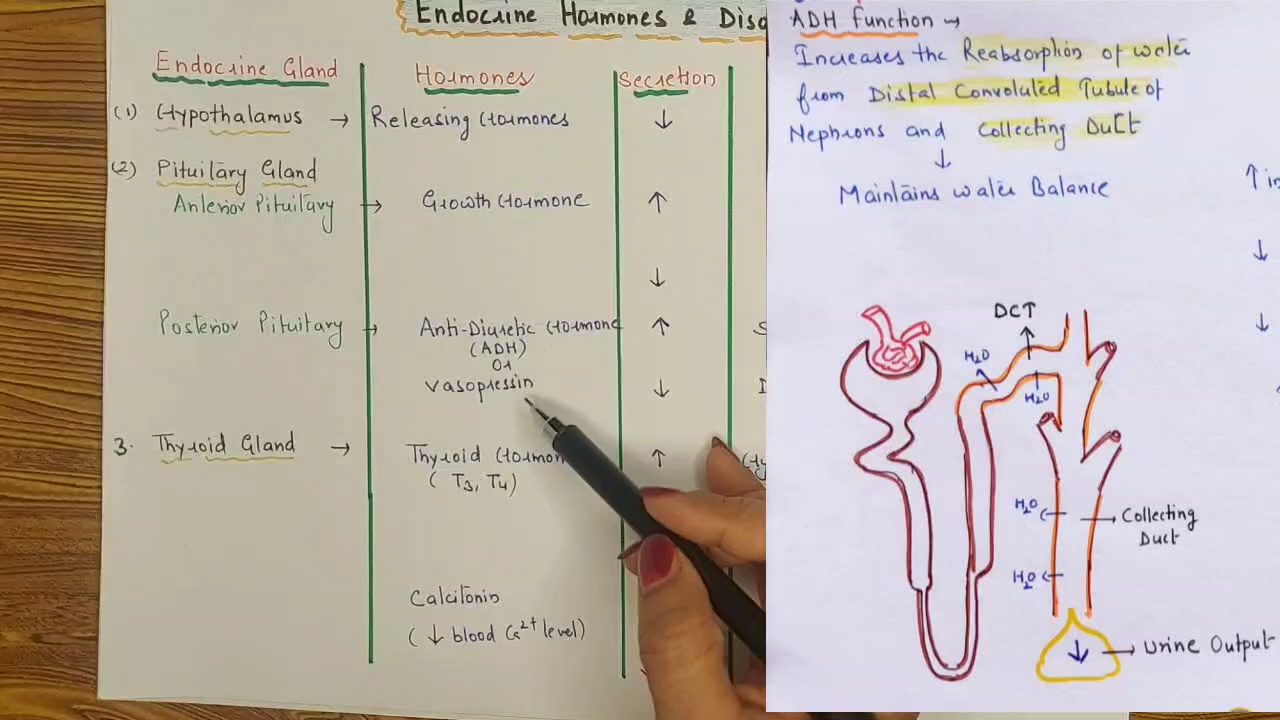 Endocrine Hormones &
Endocrine Gland
Hormones
Secretion
(1) Hypothalamus → Releasing Hormones ↓
(2) Pituitary Gland
Anterior Pituitary → Growth Hormone ↑
↓
Posterior Pituitary → Anti-Diuretic Hormone ↑
(ADH)
Or
Vasopressin ↓
3. Thyroid Gland → Thyroid Hormon ↑
(T3, T4)
Calcitonin
(↓ blood Ca2+ level)
ADH function →
Increases the Reabsorption of water
from Distal Convoluted Tubule of
Nephrons and Collecting Duct
↓
Maintains water Balance
↑ in
↓
↓
DCT
H2O
H2O
H2O
→ Collecting
Duct
H2O
↓ → Urine Output